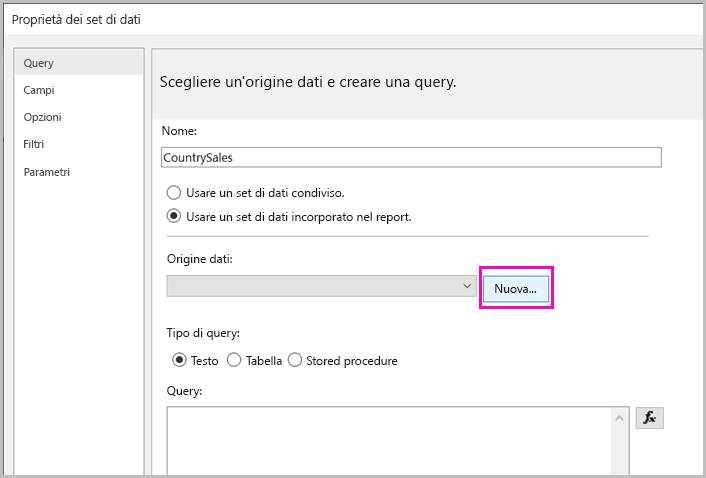 Proprietà dei set di dati
Query
Campi
Opzioni
Filtri
Parametri
Scegliere un'origine dati e creare una query.
Nome:
CountrySales
Usare un set di dati condiviso.
Usare un set di dati incorporato nel report.
Origine dati:
Nuova...
Tipo di query:
Testo Tabella Stored procedure
Query:
fx